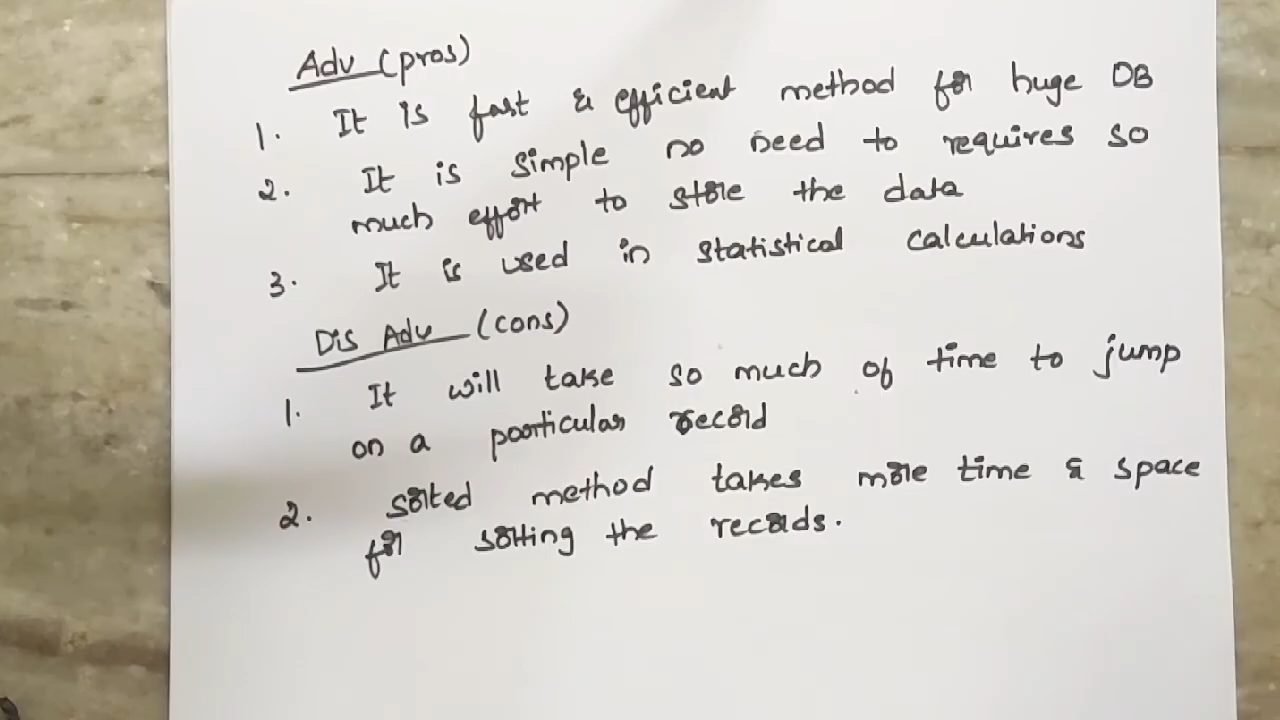 Adv (pros)
1. It is fast & efficient method for huge DB
2. It is simple no need to requires so
much effort to store the data
3. It is used in statistical calculations
Dis Adv (cons)
1. It will take so much of time to jump
on a particular record
2. sorted method takes more time & space
for sorting the records.